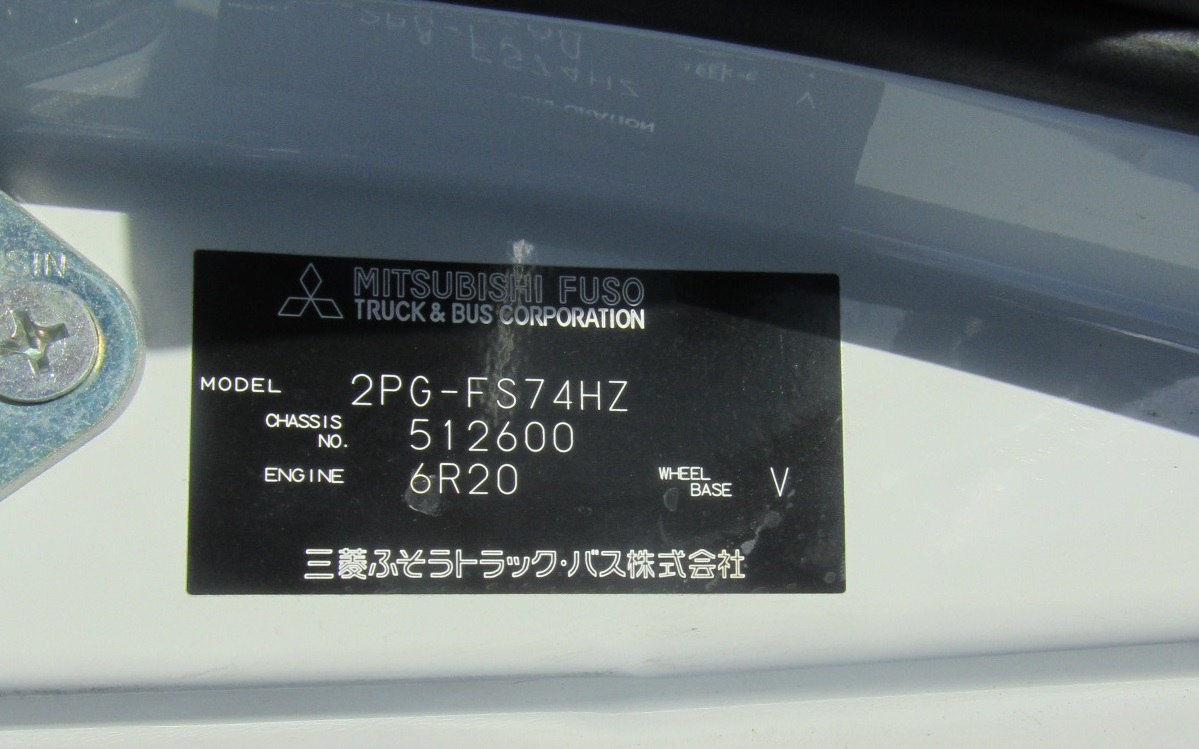 MITSUBISHI FUSO
TRUCK & BUS CORPORATION
MODEL 2PG-FS74HZ
CHASSIS NO. 512600
ENGINE 6R20 WHEEL BASE V
三菱ふそうトラック・バス株式会社